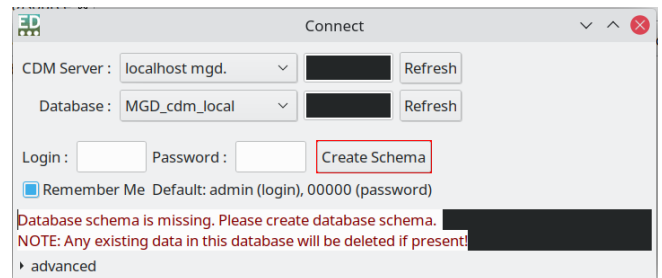 ED
Connect
CDM Server : localhost mgd. Refresh
Database : MGD_cdm_local Refresh
Login : Password : Create Schema
Remember Me Default: admin (login), 00000 (password)
Database schema is missing. Please create database schema.
NOTE: Any existing data in this database will be deleted if present!
advanced